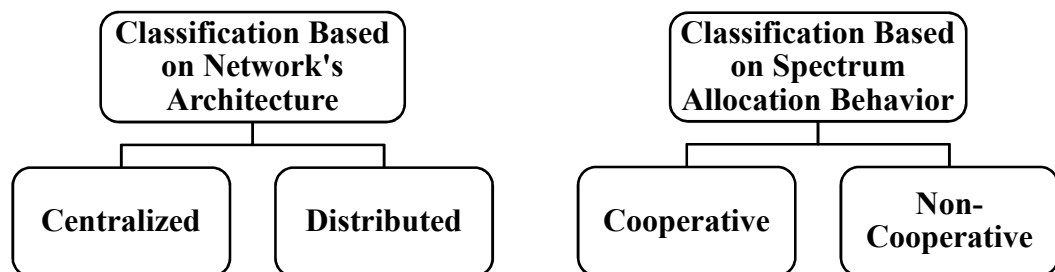 Classification Based
on Network's
Architecture
Centralized
Distributed
Classification Based
on Spectrum
Allocation Behavior
Cooperative
Non-
Cooperative